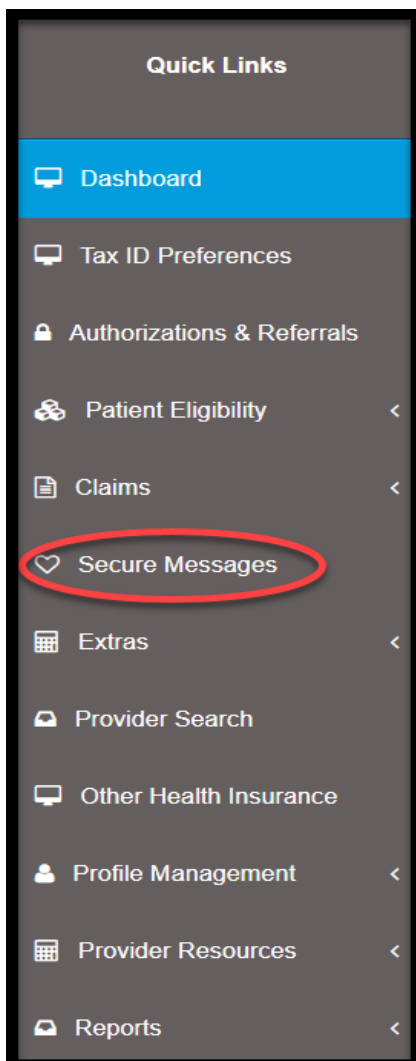 Quick Links
Dashboard
Tax ID Preferences
Authorizations & Referrals
Patient Eligibility
Claims
Secure Messages
Extras
Provider Search
Other Health Insurance
Profile Management
Provider Resources
Reports